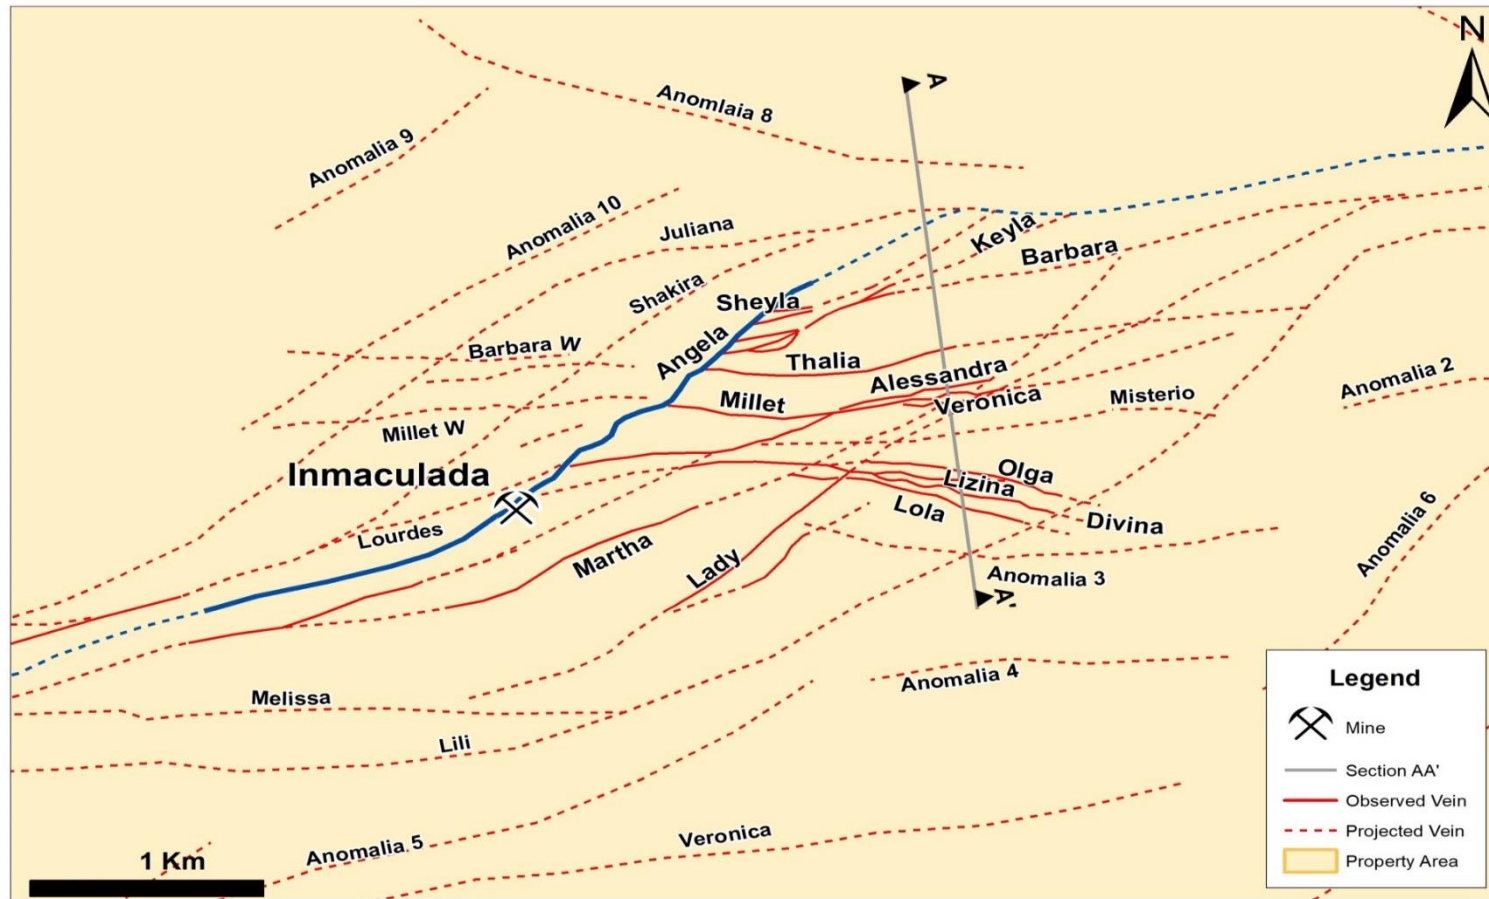 N
A
Anomlaia 8
Anomalia 9
Anomalia 10
Juliana
Keyla
Barbara
Shakira
Sheyla
Angela
Barbara W
Thalia
Alessandra
Anomalia 2
Millet
Veronica
Misterio
Millet W
Inmaculada
Olga
Lizina
Lola
Divina
Anomalia 6
Lourdes
Martha
Lady
Anomalia 3
A'
Anomalia 4
Melissa
Lili
Veronica
Anomalia 5
1 Km
Legend
Mine
Section AA'
Observed Vein
Projected Vein
Property Area